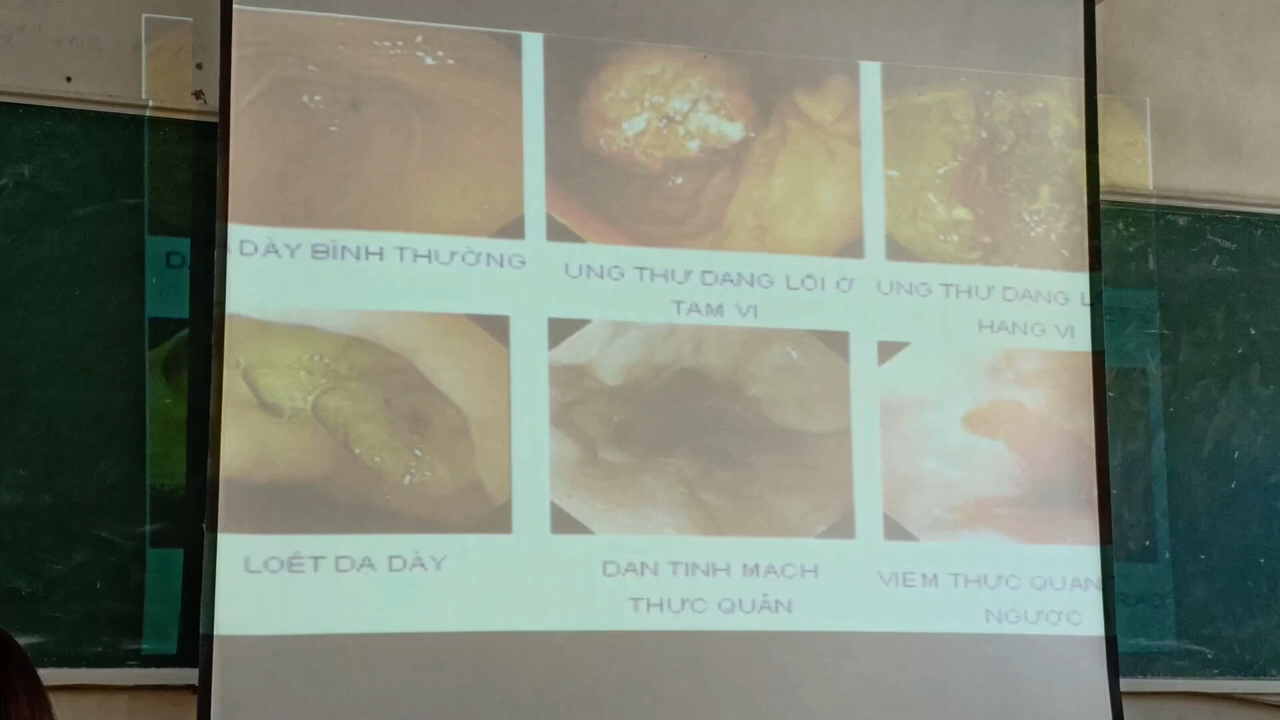 DẠ DÀY BÌNH THƯỜNG
UNG THƯ DẠNG LỒI Ở
TAM VỊ
UNG THƯ DẠNG L
HANG VỊ
LOÉT DẠ DÀY
DÃN TĨNH MẠCH
THỰC QUẢN
VIÊM THỰC QUẢN
NGƯỢC